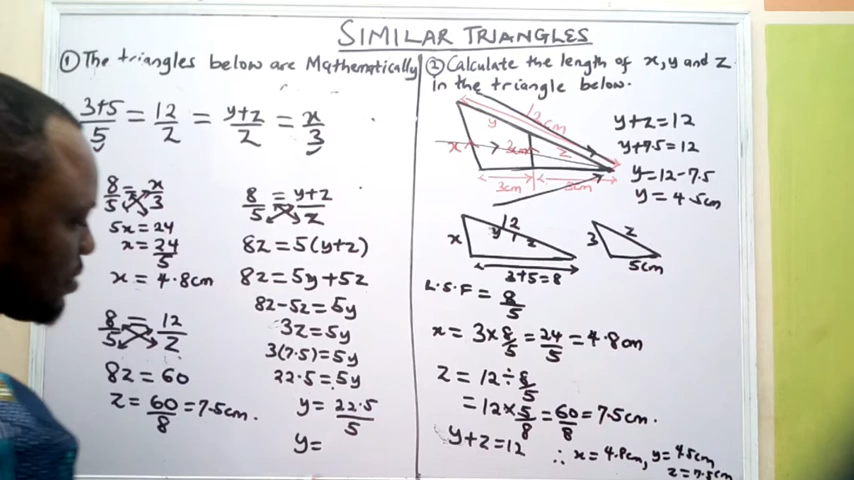 SIMILAR TRIANGLES
① The triangles below are Mathematically
3+5/5 = 12/z = y+z/z = x/3
8/5 = x/3
5x = 24
x = 24/5
x = 4.8cm
8/5 = 12/z
8z = 60
z = 60/8 = 7.5cm.
8/5 = y+z/z
8z = 5(y+z)
8z = 5y+5z
8z-5z = 5y
3z = 5y
3(7.5) = 5y
22.5 = 5y
y = 22.5/5
y =
② Calculate the length of x, y and z
in the triangle below.
12cm
y
x
z
3cm
5cm
y+z = 12
y+7.5 = 12
y = 12-7.5
y = 4.5cm
12
x
y
z
3+5=8
3
z
5cm
L.S.F = 8/5
x = 3×8/5 = 24/5 = 4.8cm
z = 12÷8/5
= 12×5/8 = 60/8 = 7.5cm.
y+z = 12
∴ x = 4.8cm, y = 4.5cm
z = 7.5cm